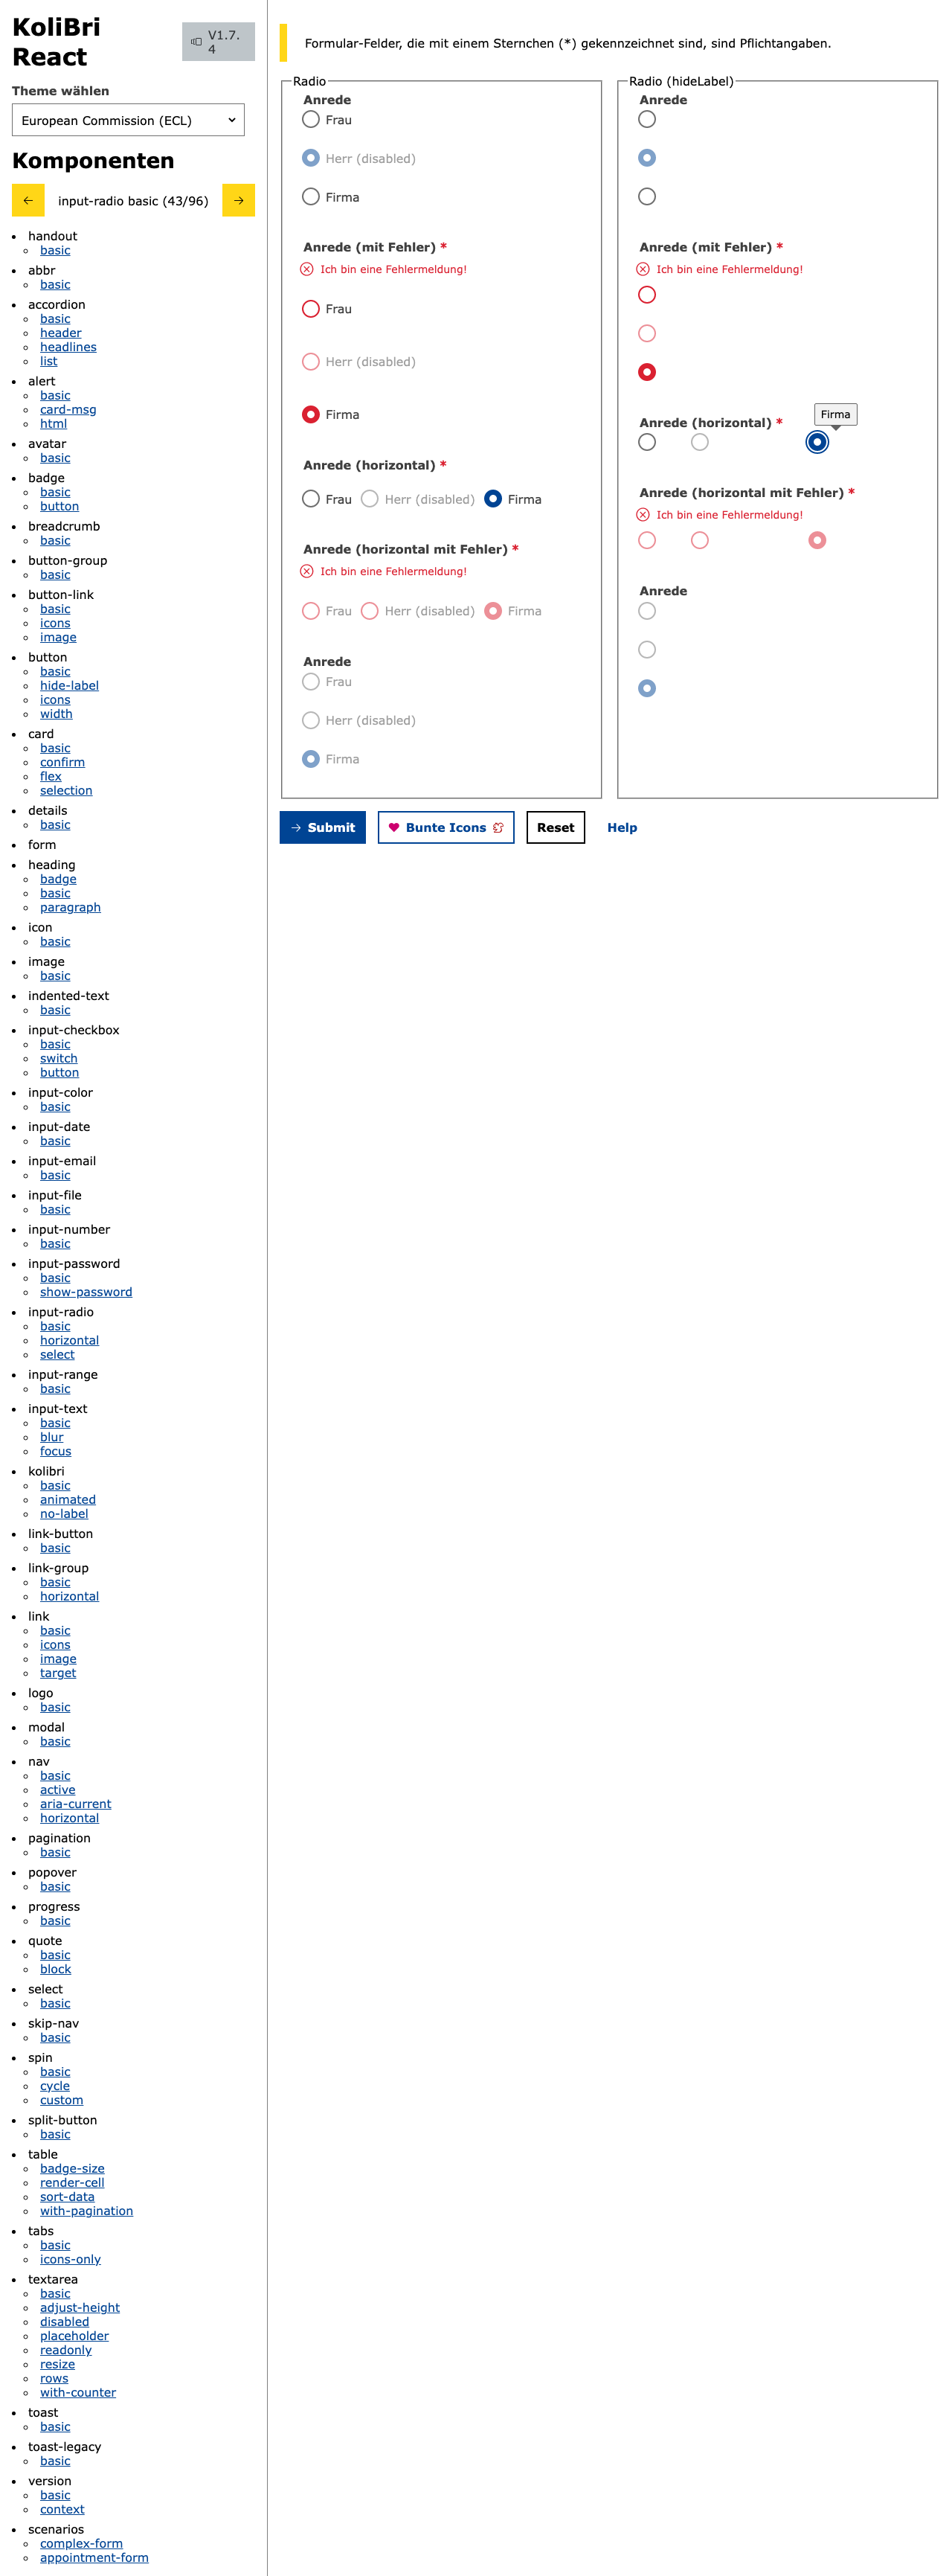 KoliBri
React
V1.7.
4
Theme wählen
European Commission (ECL)
Komponenten
input-radio basic (43/96)
handout
basic
abbr
basic
accordion
basic
header
headlines
list
alert
basic
card-msg
html
avatar
basic
badge
basic
button
breadcrumb
basic
button-group
basic
button-link
basic
icons
image
button
basic
hide-label
icons
width
card
basic
confirm
flex
selection
details
basic
form
heading
badge
basic
paragraph
icon
basic
image
basic
indented-text
basic
input-checkbox
basic
switch
button
input-color
basic
input-date
basic
input-email
basic
input-file
basic
input-number
basic
input-password
basic
show-password
input-radio
basic
horizontal
select
input-range
basic
input-text
basic
blur
focus
kolibri
basic
animated
no-label
link-button
basic
link-group
basic
horizontal
link
basic
icons
image
target
logo
basic
modal
basic
nav
basic
active
aria-current
horizontal
pagination
basic
popover
basic
progress
basic
quote
basic
block
select
basic
skip-nav
basic
spin
basic
cycle
custom
split-button
basic
table
badge-size
render-cell
sort-data
with-pagination
tabs
basic
icons-only
textarea
basic
adjust-height
disabled
placeholder
readonly
resize
rows
with-counter
toast
basic
toast-legacy
basic
version
basic
context
scenarios
complex-form
appointment-form
Formular-Felder, die mit einem Sternchen (*) gekennzeichnet sind, sind Pflichtangaben.
Radio
Anrede
Frau
Herr (disabled)
Firma
Anrede (mit Fehler) *
Ich bin eine Fehlermeldung!
Frau
Herr (disabled)
Firma
Anrede (horizontal) *
Frau Herr (disabled) Firma
Anrede (horizontal mit Fehler) *
Ich bin eine Fehlermeldung!
Frau Herr (disabled) Firma
Anrede
Frau
Herr (disabled)
Firma
Radio (hideLabel)
Anrede
Anrede (mit Fehler) *
Ich bin eine Fehlermeldung!
Firma
Anrede (horizontal) *
Anrede (horizontal mit Fehler) *
Ich bin eine Fehlermeldung!
Anrede
Submit Bunte Icons Reset Help